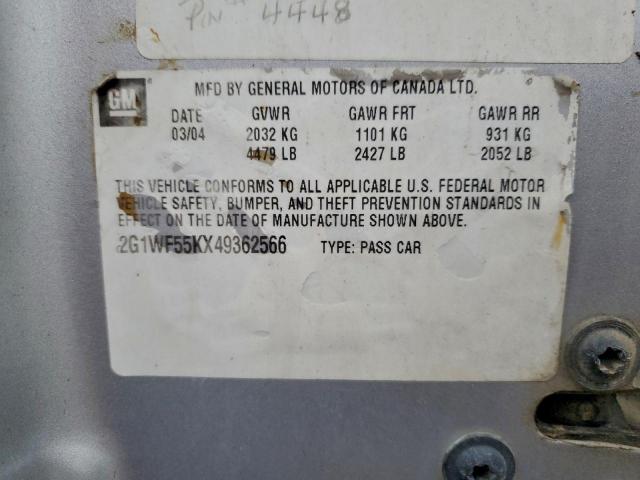 PIN # 4448
GM
MFD BY GENERAL MOTORS OF CANADA LTD.
DATE GVWR GAWR FRT GAWR RR
03/04 2032 KG 1101 KG 931 KG
4479 LB 2427 LB 2052 LB
THIS VEHICLE CONFORMS TO ALL APPLICABLE U.S. FEDERAL MOTOR
VEHICLE SAFETY, BUMPER, AND THEFT PREVENTION STANDARDS IN
EFFECT ON THE DATE OF MANUFACTURE SHOWN ABOVE.
2G1WF55KX49362566 TYPE: PASS CAR